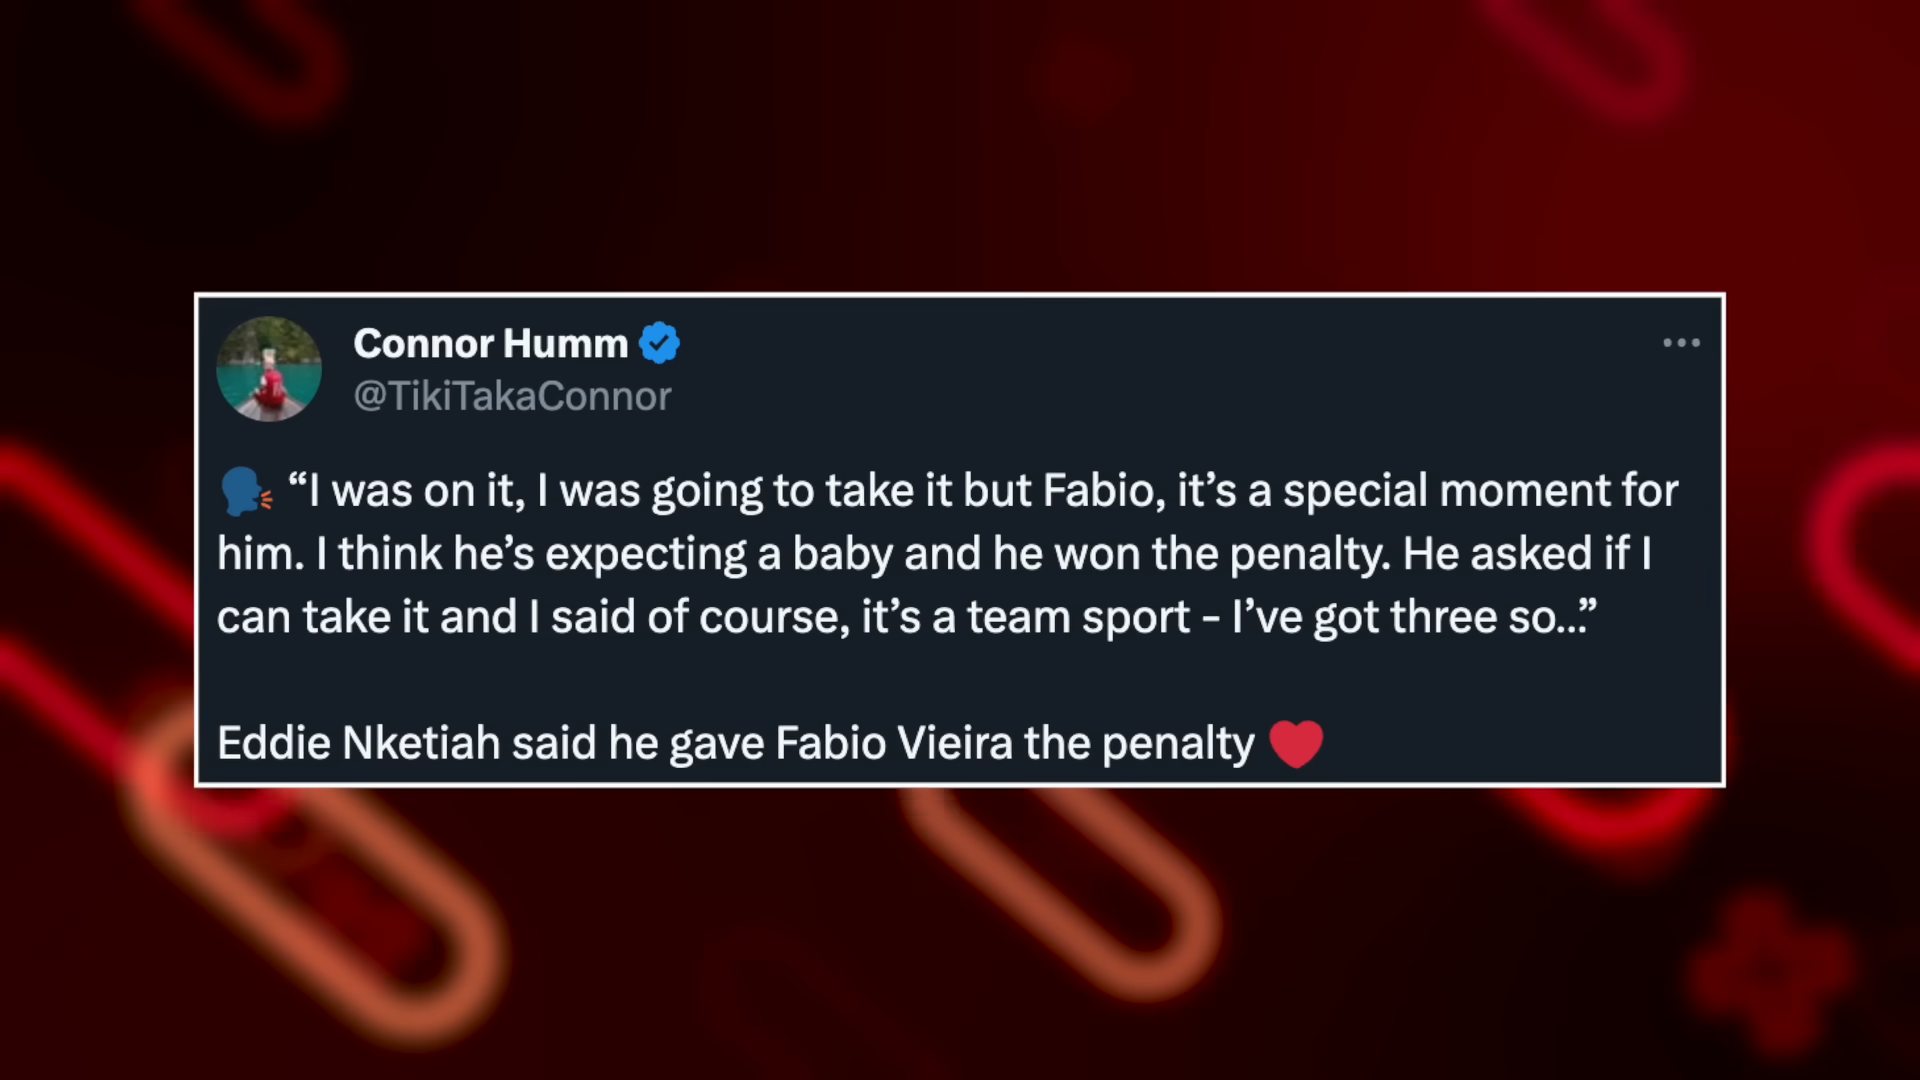 Connor Humm
@TikiTakaConnor
“I was on it, I was going to take it but Fabio, it’s a special moment for
him. I think he’s expecting a baby and he won the penalty. He asked if I
can take it and I said of course, it’s a team sport - I’ve got three so...”
Eddie Nketiah said he gave Fabio Vieira the penalty